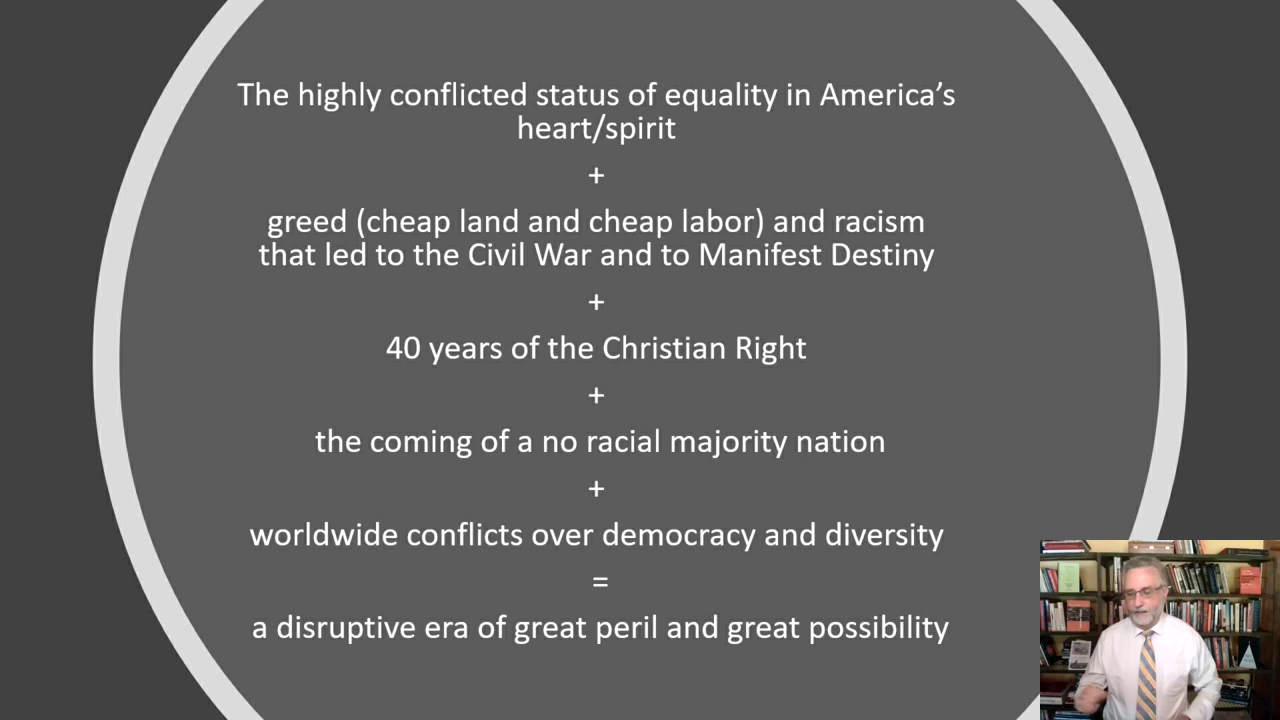 The highly conflicted status of equality in America’s
heart/spirit
+
greed (cheap land and cheap labor) and racism
that led to the Civil War and to Manifest Destiny
+
40 years of the Christian Right
+
the coming of a no racial majority nation
+
worldwide conflicts over democracy and diversity
=
a disruptive era of great peril and great possibility